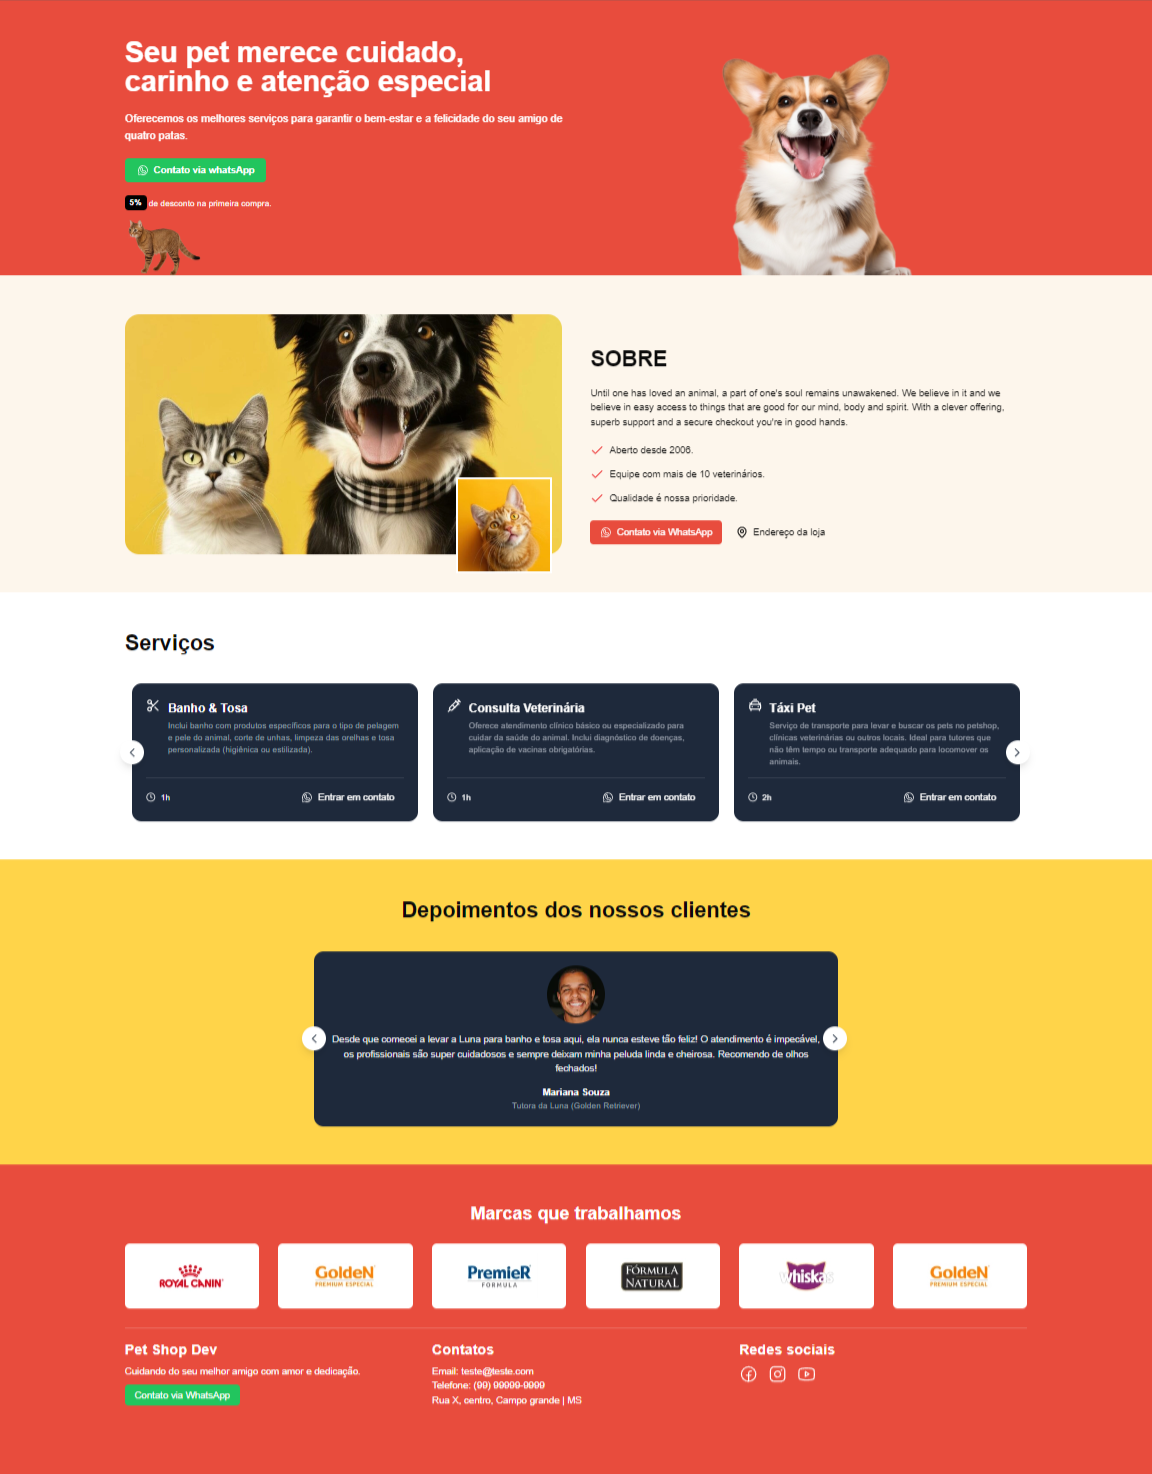 Seu pet merece cuidado,
carinho e atenção especial
Oferecemos os melhores serviços para garantir o bem-estar e a felicidade do seu amigo de
quatro patas.
Contato via whatsApp
5% de desconto na primeira compra.
SOBRE
Until one has loved an animal, a part of one's soul remains unawakened. We believe in it and we
believe in easy access to things that are good for our mind, body and spirit. With a clever offering,
superb support and a secure checkout you're in good hands.
Aberto desde 2006.
Equipe com mais de 10 veterinários.
Qualidade é nossa prioridade.
Contato via WhatsApp
Endereço da loja
Serviços
Banho & Tosa
Inclui banho com produtos específicos para o tipo de pelagem
e pele do animal, corte de unhas, limpeza das orelhas e tosa
personalizada (higiênica ou estilizada).
1h
Entrar em contato
Consulta Veterinária
Oferece atendimento clínico básico ou especializado para
cuidar da saúde do animal. Inclui diagnóstico de doenças,
aplicação de vacinas obrigatórias.
1h
Entrar em contato
Táxi Pet
Serviço de transporte para levar e buscar os pets no petshop,
clínicas veterinárias ou outros locais. Ideal para tutores que
não têm tempo ou transporte adequado para locomover os
animais.
2h
Entrar em contato
Depoimentos dos nossos clientes
Desde que comecei a levar a Luna para banho e tosa aqui, ela nunca esteve tão feliz! O atendimento é impecável,
os profissionais são super cuidadosos e sempre deixam minha peluda linda e cheirosa. Recomendo de olhos
fechados!
Mariana Souza
Tutora da Luna (Golden Retriever)
Marcas que trabalhamos
ROYAL CANIN
GoldeN
PREMIUM ESPECIAL
PremieR
FORMULA
FÓRMULA
NATURAL
whiskas
GoldeN
PREMIUM ESPECIAL
Pet Shop Dev
Cuidando do seu melhor amigo com amor e dedicação.
Contato via WhatsApp
Contatos
Email: teste@teste.com
Telefone: (99) 99999-9999
Rua X, centro, Campo grande | MS
Redes sociais